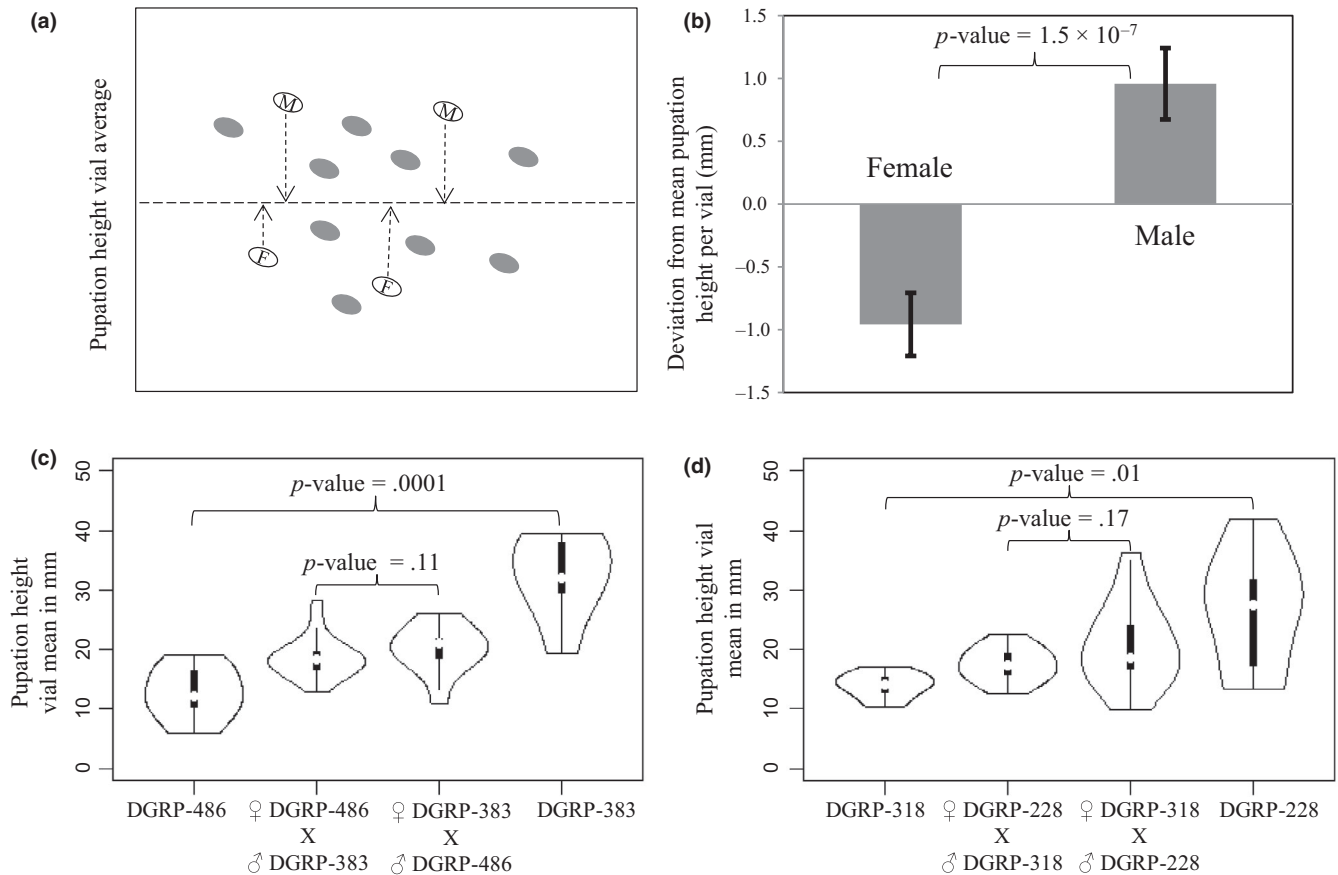 (a)
Pupation height vial average
M
M
F
F
(b)
Deviation from mean pupation
height per vial (mm)
1.5
1.0
0.5
0.0
–0.5
–1.0
–1.5
p-value = 1.5 × 10⁻⁷
Female
Male
(c)
Pupation height
vial mean in mm
50
40
30
20
10
0
p-value = .0001
p-value = .11
DGRP-486
♀ DGRP-486
X
♂ DGRP-383
♀ DGRP-383
X
♂ DGRP-486
DGRP-383
(d)
Pupation height vial
mean in mm
50
40
30
20
10
0
p-value = .01
p-value = .17
DGRP-318
♀ DGRP-228
X
♂ DGRP-318
♀ DGRP-318
X
♂ DGRP-228
DGRP-228